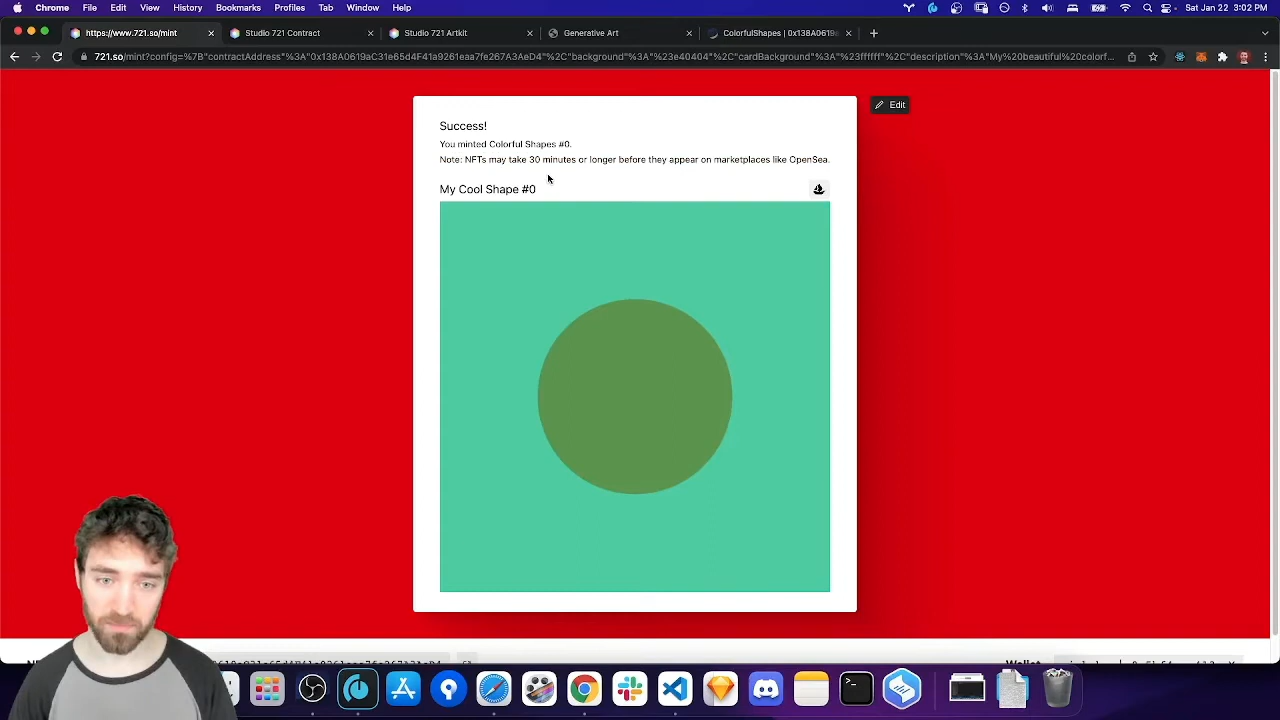 Chrome File Edit View History Bookmarks Profiles Tab Window Help Sat Jan 22 3:02 PM
https://www.721.so/mint Studio 721 Contract Studio 721 Artkit Generative Art ColorfulShapes | 0x138A0619
721.so/mint?config=%7B"contractAddress"%3A"0x138A0619aC31e65d4F41a9261eaa7fe267A3AeD4"%2C"background"%3A"%23e40404"%2C"cardBackground"%3A"%23ffffff"%2C"description"%3A"My%20beautiful%20colorf...
Edit
Success!
You minted Colorful Shapes #0.
Note: NFTs may take 30 minutes or longer before they appear on marketplaces like OpenSea.
My Cool Shape #0